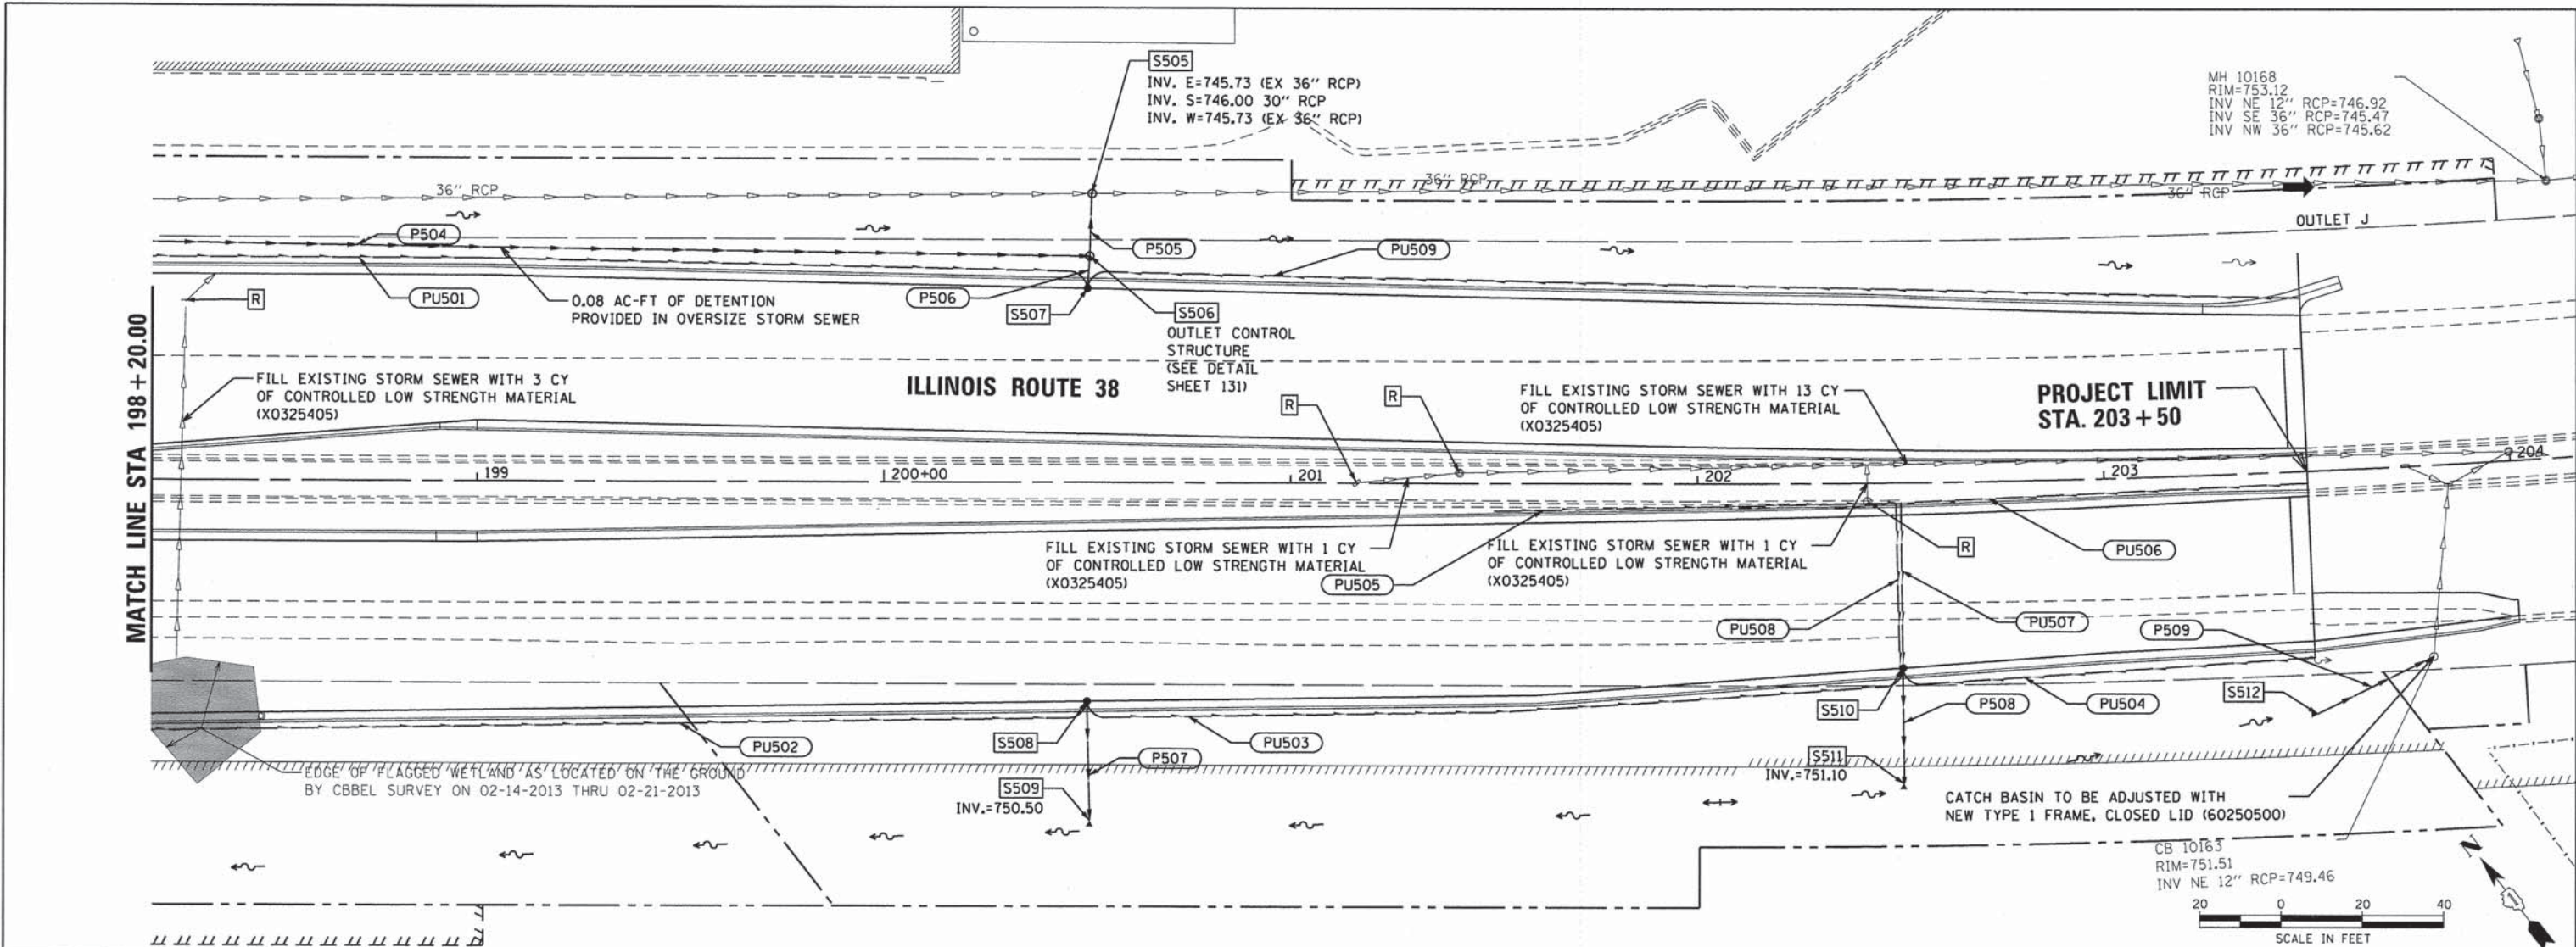 S505
INV. E=745.73 (EX 36" RCP)
INV. S=746.00 30" RCP
INV. W=745.73 (EX 36" RCP)
MH 10168
RIM=753.12
INV NE 12" RCP=746.92
INV SE 36" RCP=745.47
INV NW 36" RCP=745.62
36" RCP
36" RCP
36" RCP
OUTLET J
P504
P505
PU509
PU501
0.08 AC-FT OF DETENTION
PROVIDED IN OVERSIZE STORM SEWER
P506
S507
S506
OUTLET CONTROL
STRUCTURE
(SEE DETAIL
SHEET 131)
R
MATCH LINE STA 198+20.00
FILL EXISTING STORM SEWER WITH 3 CY
OF CONTROLLED LOW STRENGTH MATERIAL
(X0325405)
ILLINOIS ROUTE 38
R
R
FILL EXISTING STORM SEWER WITH 13 CY
OF CONTROLLED LOW STRENGTH MATERIAL
(X0325405)
PROJECT LIMIT
STA. 203+50
199
200+00
201
202
203
204
FILL EXISTING STORM SEWER WITH 1 CY
OF CONTROLLED LOW STRENGTH MATERIAL
(X0325405)
PU505
FILL EXISTING STORM SEWER WITH 1 CY
OF CONTROLLED LOW STRENGTH MATERIAL
(X0325405)
R
PU506
PU508
PU507
P509
PU502
S508
PU503
P507
S509
INV.=750.50
S510
P508
PU504
S512
S511
INV.=751.10
EDGE OF FLAGGED WETLAND AS LOCATED ON THE GROUND
BY CBBEL SURVEY ON 02-14-2013 THRU 02-21-2013
CATCH BASIN TO BE ADJUSTED WITH
NEW TYPE 1 FRAME, CLOSED LID (60250500)
CB 10163
RIM=751.51
INV NE 12" RCP=749.46
N
20 0 20 40
SCALE IN FEET